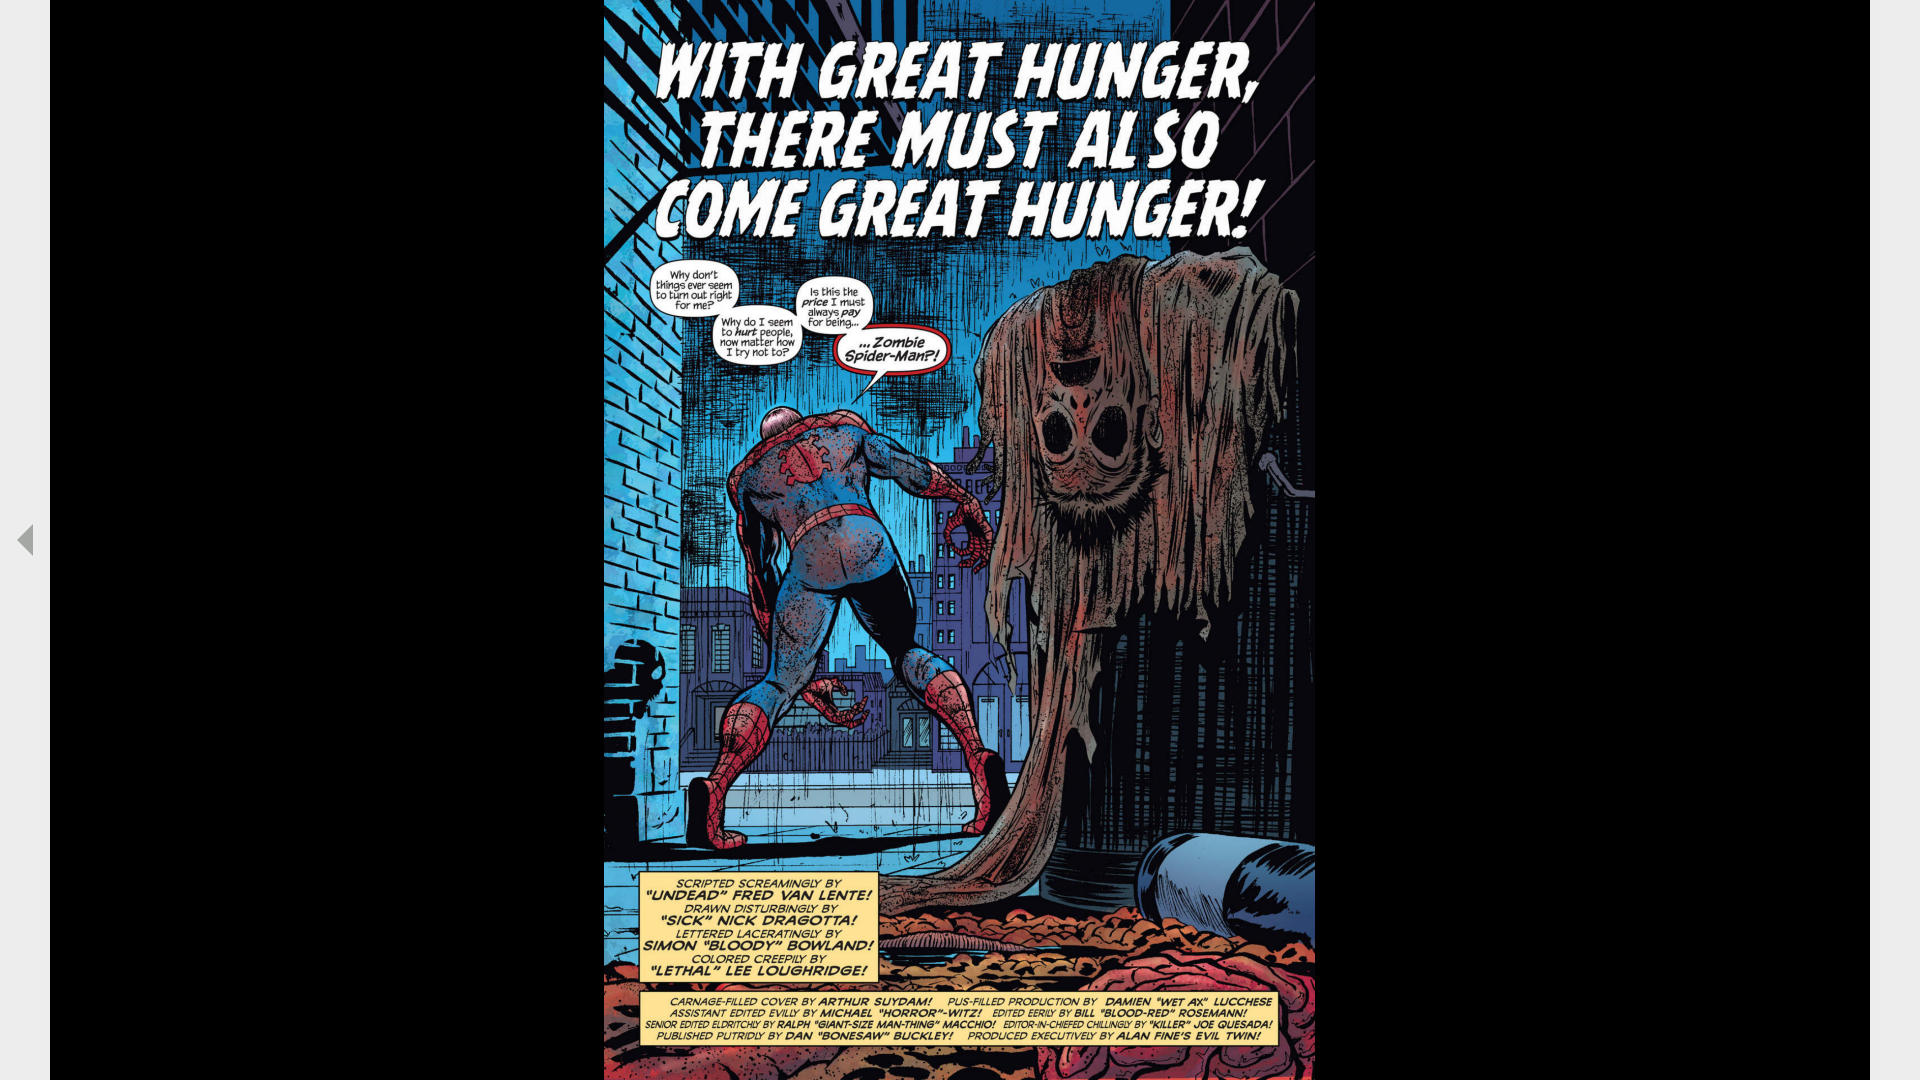 WITH GREAT HUNGER,
THERE MUST ALSO
COME GREAT HUNGER!
Why don't
things ever seem
to turn out right
for me?
Why do I seem
to hurt people,
now matter how
I try not to?
Is this the
price I must
always pay
for being...
...Zombie
Spider-Man?!
SCRIPTED SCREAMINGLY BY
"UNDEAD" FRED VAN LENTE!
DRAWN DISTURBINGLY BY
"SICK" NICK DRAGOTTA!
LETTERED LACERATINGLY BY
SIMON "BLOODY" BOWLAND!
COLORED CREEPILY BY
"LETHAL" LEE LOUGHRIDGE!
CARNAGE-FILLED COVER BY ARTHUR SUYDAM! PUS-FILLED PRODUCTION BY DAMIEN "WET AX" LUCCHESE
ASSISTANT EDITED EVILLY BY MICHAEL "HORROR"-WITZ! EDITED EERILY BY BILL "BLOOD-RED" ROSEMANN!
SENIOR EDITED ELDRITCHLY BY RALPH "GIANT-SIZE MAN-THING" MACCHIO! EDITOR-IN-CHIEFED CHILLINGLY BY "KILLER" JOE QUESADA!
PUBLISHED PUTRIDLY BY DAN "BONESAW" BUCKLEY! PRODUCED EXECUTIVELY BY ALAN FINE'S EVIL TWIN!